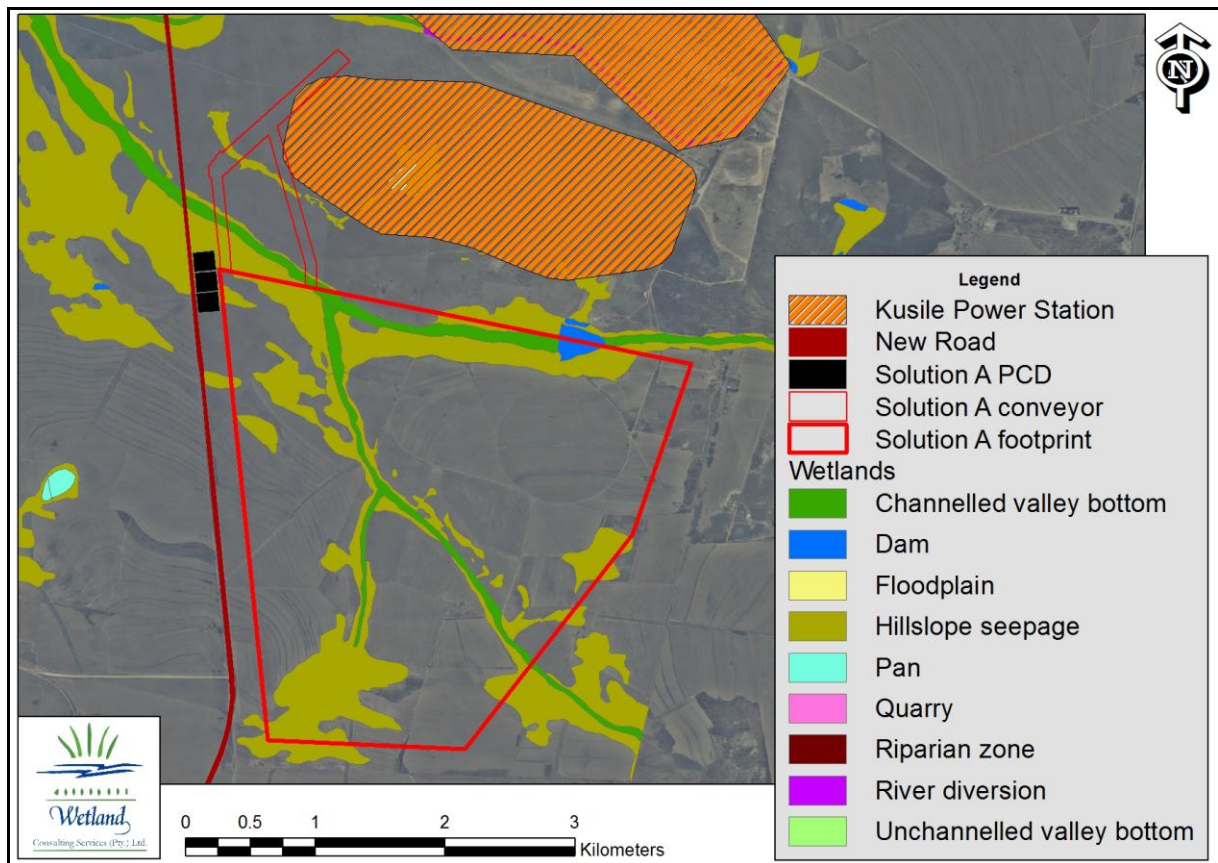 N
Legend
Kusile Power Station
New Road
Solution A PCD
Solution A conveyor
Solution A footprint
Wetlands
Channelled valley bottom
Dam
Floodplain
Hillslope seepage
Pan
Quarry
Riparian zone
River diversion
Unchannelled valley bottom
Wetland
Consulting Services (Pty.) Ltd.
0 0.5 1 2 3
Kilometers